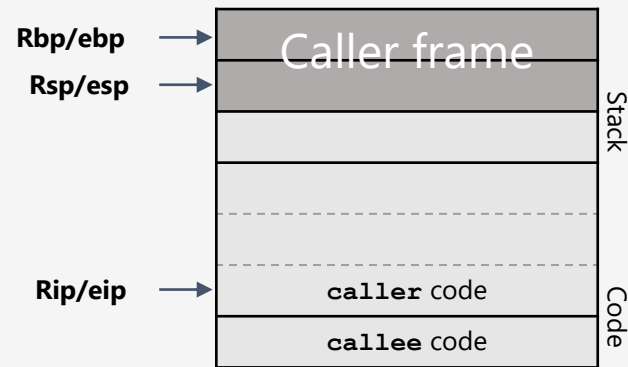 Rbp/ebp
Caller frame
Rsp/esp
Stack
Rip/eip
caller code
Code
callee code